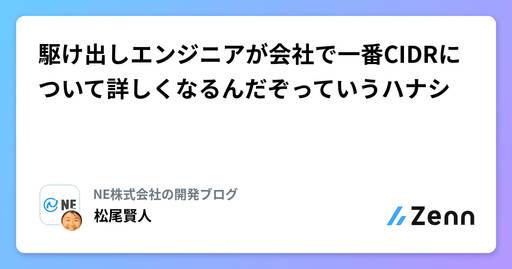 駆け出しエンジニアが会社で一番CIDRに
ついて詳しくなるんだぞっていうハナシ
NE
NE株式会社の開発ブログ
松尾賢人
Zenn